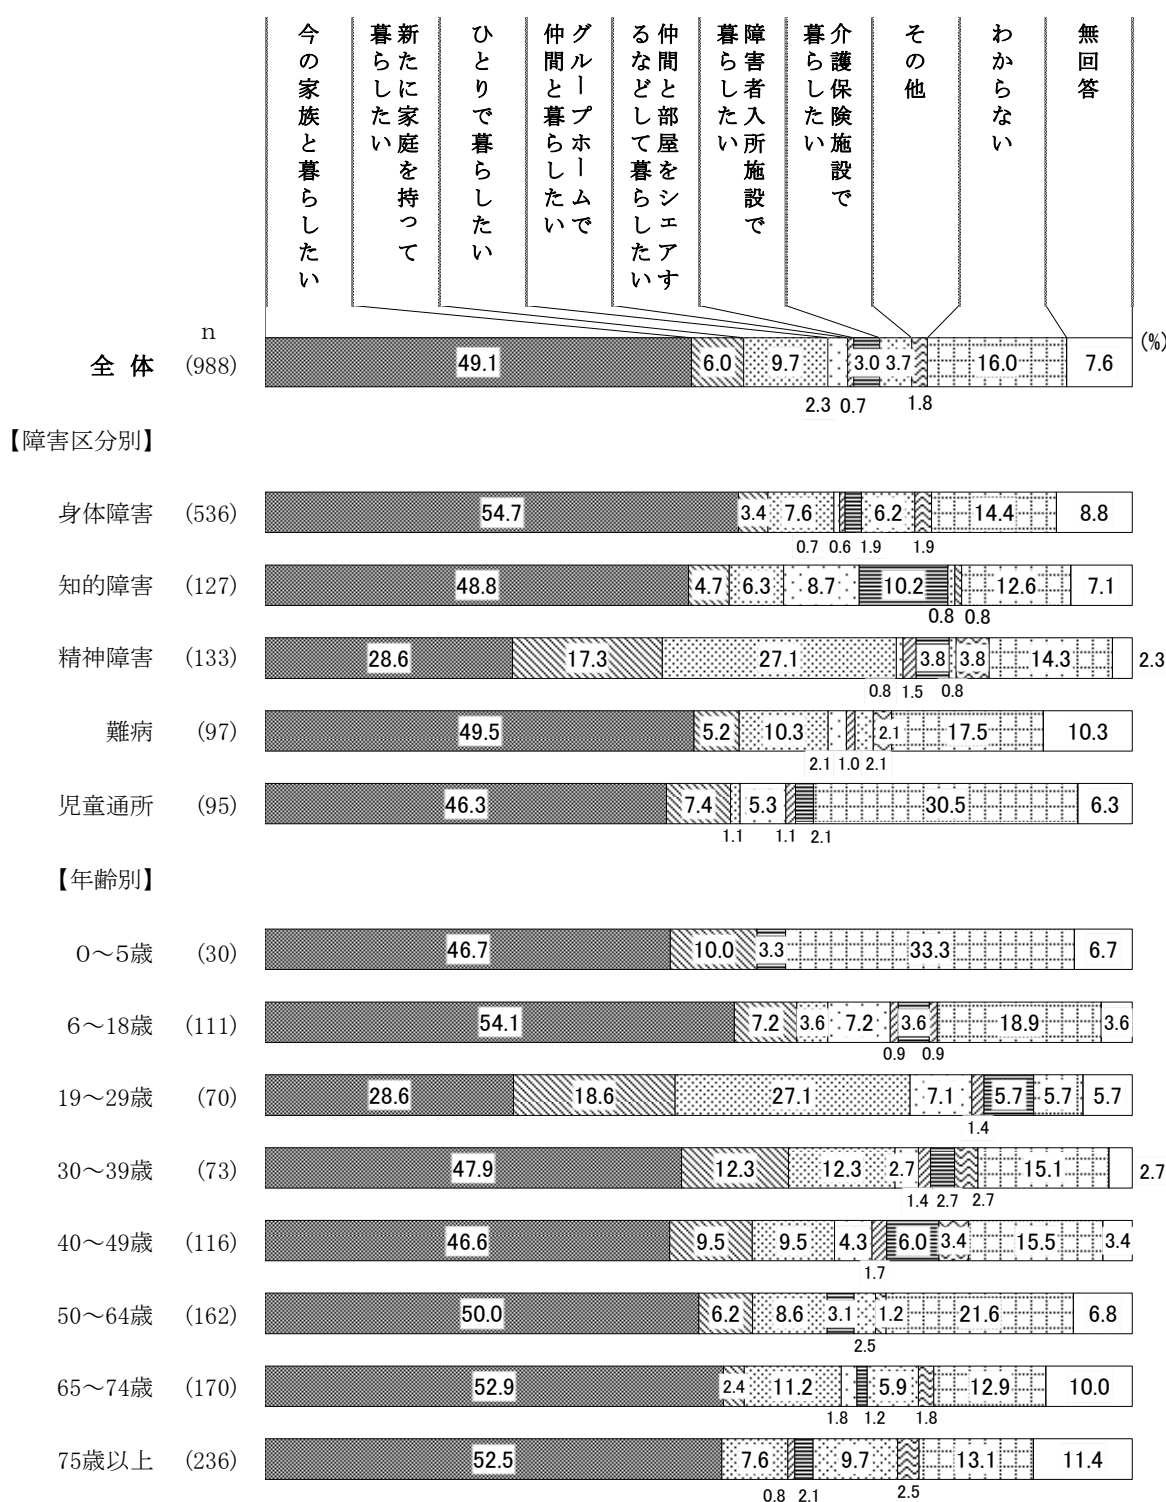 今の家族と暮らしたい
新たに家庭を持って
暮らしたい
ひとりで暮らしたい
グループホームで
仲間と暮らしたい
仲間と部屋をシェアす
るなどして暮らしたい
障害者入所施設で
暮らしたい
介護保険施設で
暮らしたい
その他
わからない
無回答
n
(%)
全 体 (988) 49.1 6.0 9.7 3.0 3.7 16.0 7.6
2.3 0.7 1.8
【障害区分別】
身体障害 (536) 54.7 3.4 7.6 6.2 14.4 8.8
0.7 0.6 1.9 1.9
知的障害 (127) 48.8 4.7 6.3 8.7 10.2 12.6 7.1
0.8 0.8
精神障害 (133) 28.6 17.3 27.1 3.8 3.8 14.3 2.3
0.8 1.5 0.8
難病 (97) 49.5 5.2 10.3 2.1 17.5 10.3
2.1 1.0 2.1
児童通所 (95) 46.3 7.4 5.3 30.5 6.3
1.1 1.1 2.1
【年齢別】
0～5歳 (30) 46.7 10.0 3.3 33.3 6.7
6～18歳 (111) 54.1 7.2 3.6 7.2 3.6 18.9 3.6
0.9 0.9
19～29歳 (70) 28.6 18.6 27.1 7.1 5.7 5.7 5.7
1.4
30～39歳 (73) 47.9 12.3 12.3 2.7 15.1 2.7
1.4 2.7 2.7
40～49歳 (116) 46.6 9.5 9.5 4.3 6.0 3.4 15.5 3.4
1.7
50～64歳 (162) 50.0 6.2 8.6 3.1 1.2 21.6 6.8
2.5
65～74歳 (170) 52.9 2.4 11.2 5.9 12.9 10.0
1.8 1.2 1.8
75歳以上 (236) 52.5 7.6 9.7 13.1 11.4
0.8 2.1 2.5